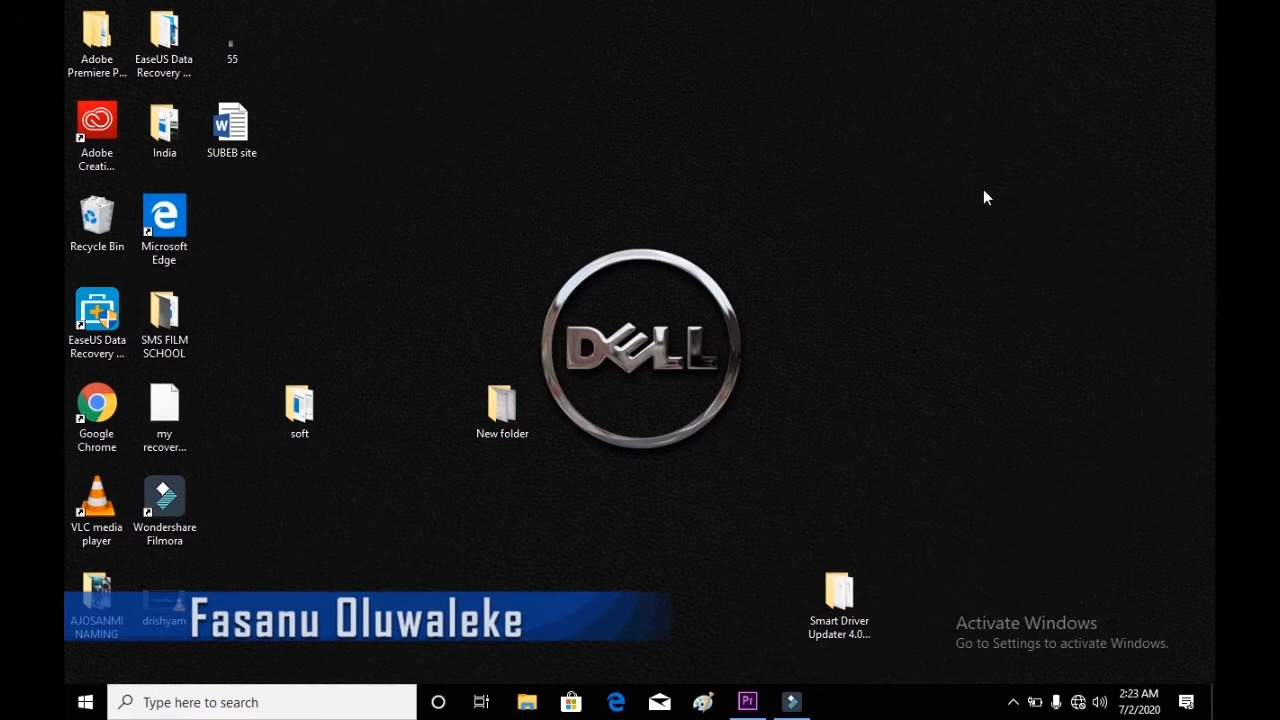 Adobe
Premiere P...
EaseUS Data
Recovery ...
55
Adobe
Creati...
India
W
SUBEB site
Recycle Bin
Microsoft
Edge
EaseUS Data
Recovery ...
SMS FILM
SCHOOL
DELL
Google
Chrome
my
recover...
soft
New folder
VLC media
player
Wondershare
Filmora
AJOSANMI
NAMING
drishyam
Fasanu Oluwaleke
Smart Driver
Updater 4.0...
Activate Windows
Go to Settings to activate Windows.
Type here to search
Pr
2:23 AM
7/2/2020